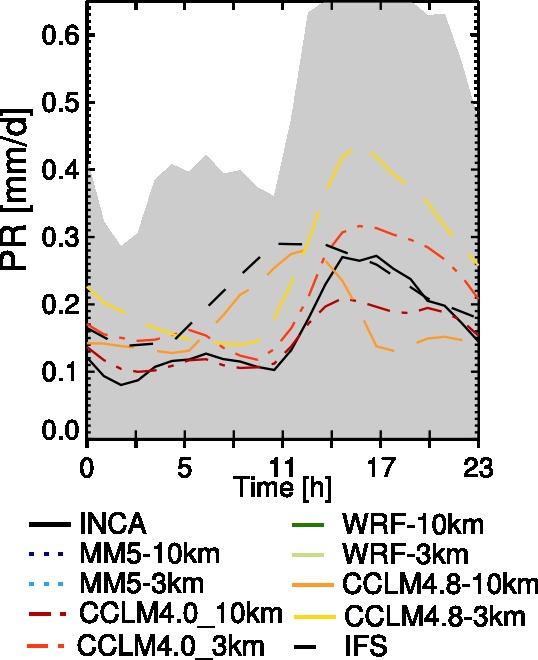 0.6
0.5
0.4
0.3
0.2
0.1
0.0
PR [mm/d]
0 5 11 17 23
Time [h]
INCA WRF-10km
MM5-10km WRF-3km
MM5-3km CCLM4.8-10km
CCLM4.0_10km CCLM4.8-3km
CCLM4.0_3km IFS